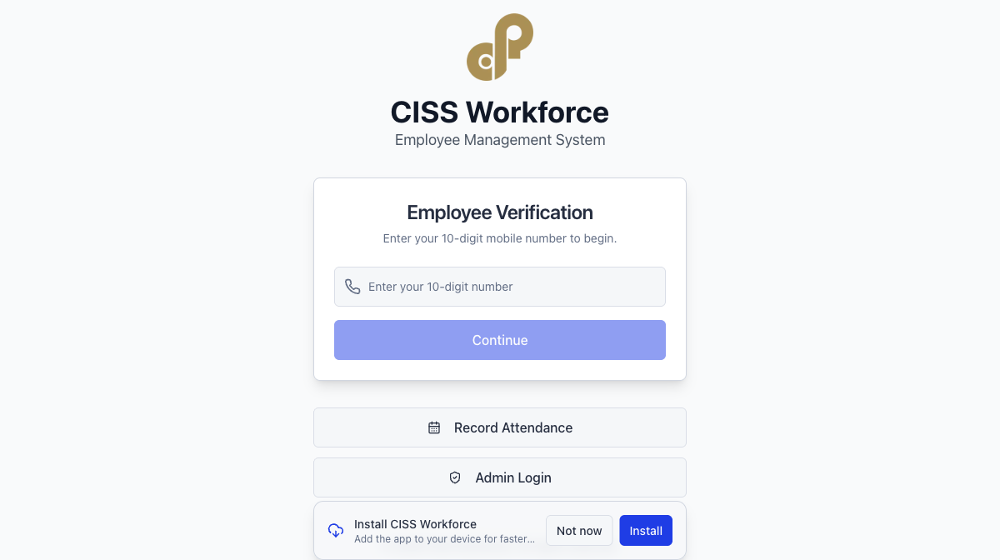 CISS Workforce
Employee Management System
Employee Verification
Enter your 10-digit mobile number to begin.
Enter your 10-digit number
Continue
Record Attendance
Admin Login
Install CISS Workforce
Add the app to your device for faster...
Not now
Install